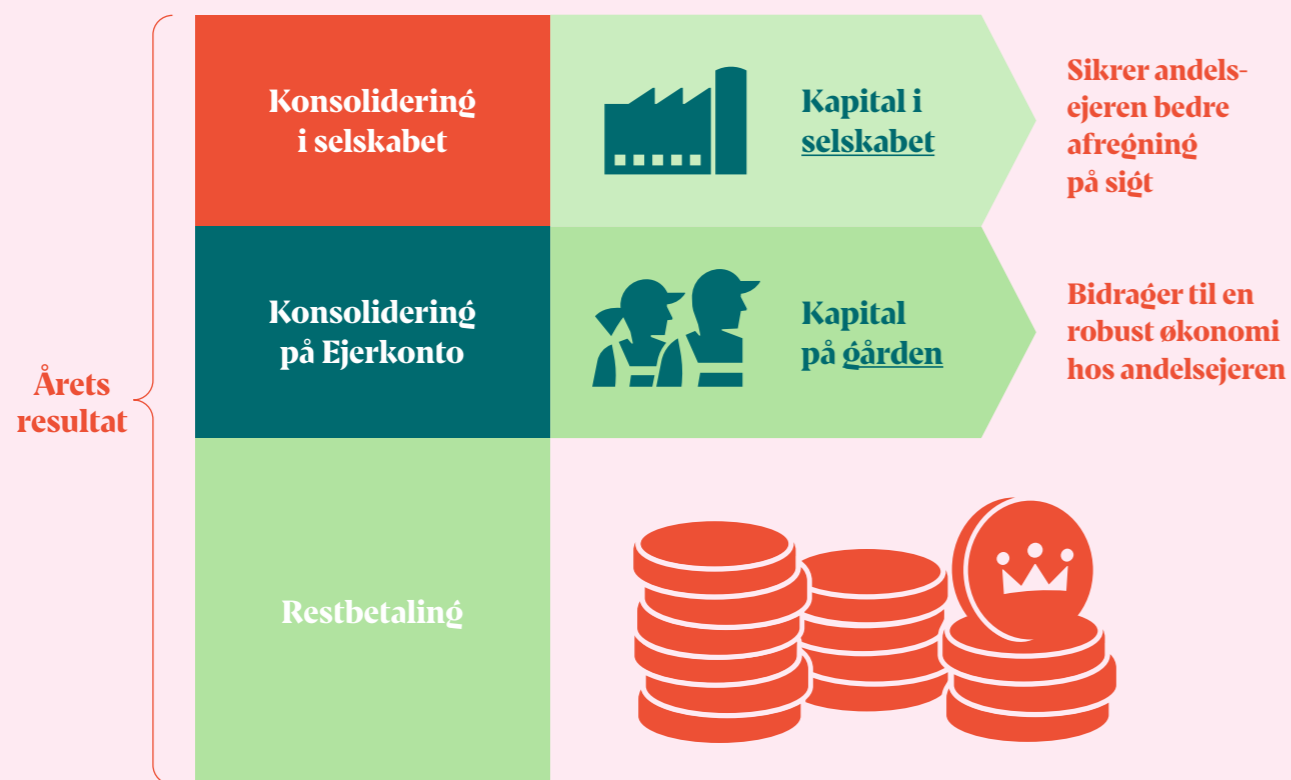 Årets
resultat
Konsolidering
i selskabet
Kapital i
selskabet
Sikrer andels-
ejeren bedre
afregning
på sigt
Konsolidering
på Ejerkonto
Kapital
på gården
Bidrager til en
robust økonomi
hos andelsejeren
Restbetaling